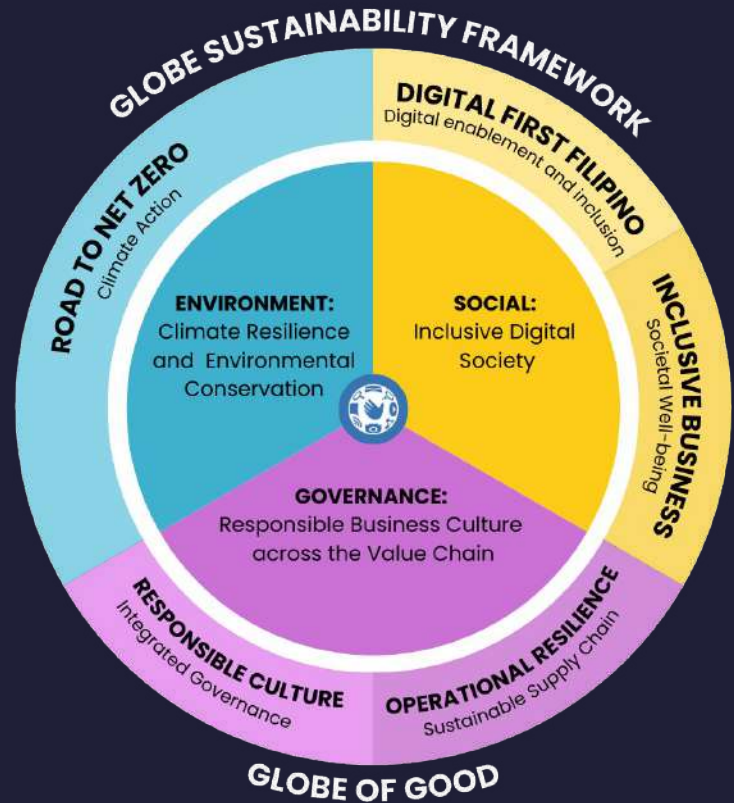 GLOBE SUSTAINABILITY FRAMEWORK
ROAD TO NET ZERO
Climate Action
DIGITAL FIRST FILIPINO
Digital enablement and inclusion
INCLUSIVE BUSINESS
Societal Well-being
ENVIRONMENT:
Climate Resilience
and Environmental
Conservation
SOCIAL:
Inclusive Digital
Society
GOVERNANCE:
Responsible Business Culture
across the Value Chain
RESPONSIBLE CULTURE
Integrated Governance
OPERATIONAL RESILIENCE
Sustainable Supply Chain
GLOBE OF GOOD